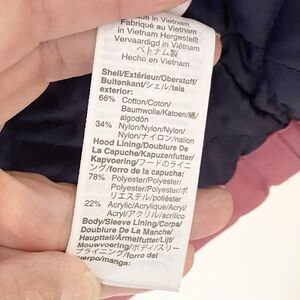 Made in Vietnam
Fabriqué au Vietnam
in Vietnam Hergestellt
Vervaardigd in Viëtnam
ベトナム製
Hecho en Vietnam
Shell/Extérieur/Oberstoff/
Buitenkant/シェル/tela
exterior:
66% Cotton/Coton/
Baumwolle/Katoen/綿/
algodón
34% Nylon/Nylon/Nylon/
Nylon/ナイロン/nailon
Hood Lining/Doublure De
La Capuche/Kapuzenfutter/
Kapvoering/フードのライニ
ング/forro de la capucha:
78% Polyester/Polyester/
Polyester/Polyester/
ポリエステル/poliéster
22% Acrylic/Acrylique/Acryl/
Acryl/アクリル/acrílico
Body/Sleeve Lining/Corps/
Doublure De La Manche/
Hauptteil/Ärmelfutter/Lijf/
Mouwvoering/ボディ/スリー
ブライニング/forro del
cuerpo/manga: